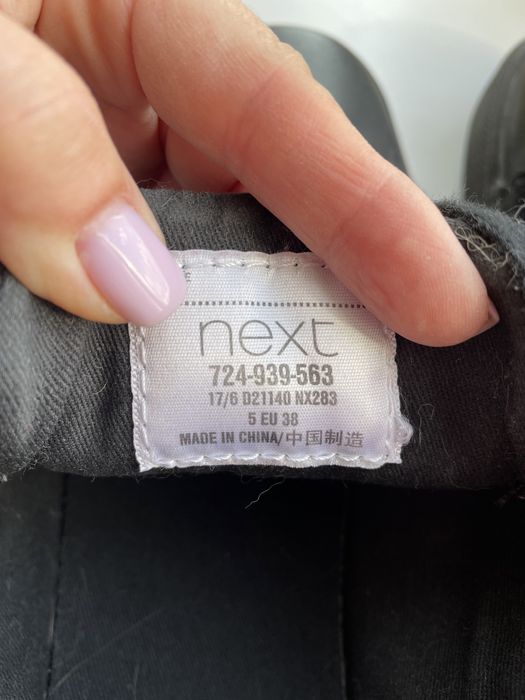 next
724-939-563
17/6 D21140 NX283
5 EU 38
MADE IN CHINA/中国制造